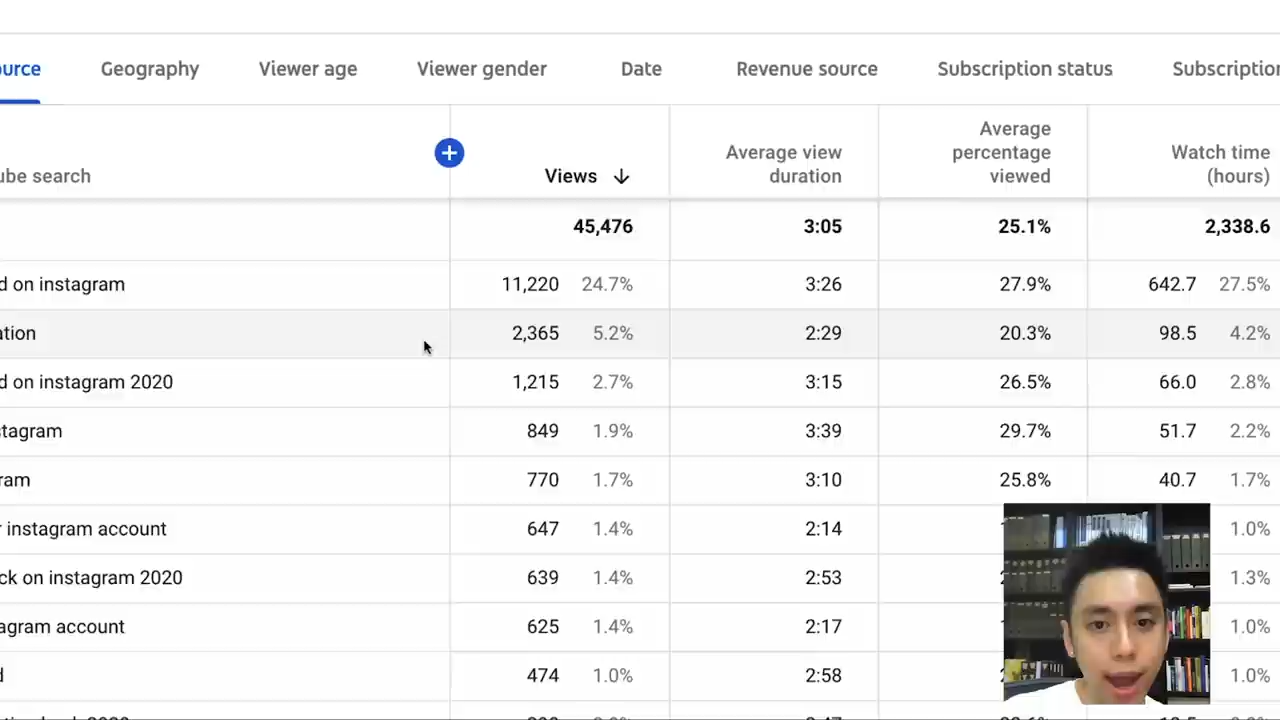 ource Geography Viewer age Viewer gender Date Revenue source Subscription status Subscription
ube search Views Average view duration Average percentage viewed Watch time (hours)
45,476 3:05 25.1% 2,338.6
d on instagram 11,220 24.7% 3:26 27.9% 642.7 27.5%
ation 2,365 5.2% 2:29 20.3% 98.5 4.2%
d on instagram 2020 1,215 2.7% 3:15 26.5% 66.0 2.8%
stagram 849 1.9% 3:39 29.7% 51.7 2.2%
ram 770 1.7% 3:10 25.8% 40.7 1.7%
r instagram account 647 1.4% 2:14 1.0%
ck on instagram 2020 639 1.4% 2:53 1.3%
agram account 625 1.4% 2:17 1.0%
d 474 1.0% 2:58 1.0%